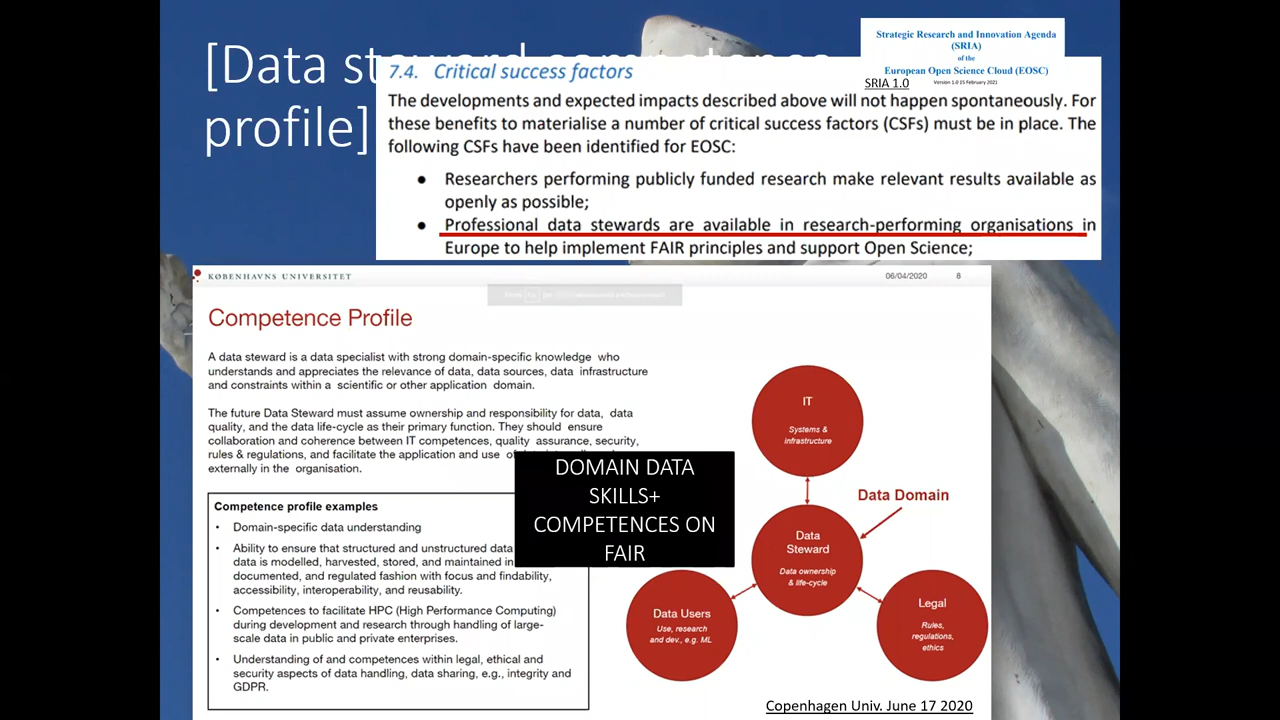 [Data st
profile]
Strategic Research and Innovation Agenda
(SRIA)
of the
European Open Science Cloud (EOSC)
Version 1.0 15 February 2021
SRIA 1.0
7.4. Critical success factors
The developments and expected impacts described above will not happen spontaneously. For
these benefits to materialise a number of critical success factors (CSFs) must be in place. The
following CSFs have been identified for EOSC:
• Researchers performing publicly funded research make relevant results available as
openly as possible;
• Professional data stewards are available in research-performing organisations in
Europe to help implement FAIR principles and support Open Science;
KØBENHAVNS UNIVERSITET
06/04/2020 8
Competence Profile
A data steward is a data specialist with strong domain-specific knowledge who
understands and appreciates the relevance of data, data sources, data infrastructure
and constraints within a scientific or other application domain.
The future Data Steward must assume ownership and responsibility for data, data
quality, and the data life-cycle as their primary function. They should ensure
collaboration and coherence between IT competences, quality assurance, security,
rules & regulations, and facilitate the application and use of
externally in the organisation.
Competence profile examples
• Domain-specific data understanding
• Ability to ensure that structured and unstructured data
data is modelled, harvested, stored, and maintained in
documented, and regulated fashion with focus and findability,
accessibility, interoperability, and reusability.
• Competences to facilitate HPC (High Performance Computing)
during development and research through handling of large-
scale data in public and private enterprises.
• Understanding of and competences within legal, ethical and
security aspects of data handling, data sharing, e.g., integrity and
GDPR.
DOMAIN DATA
SKILLS+
COMPETENCES ON
FAIR
IT
Systems &
infrastructure
Data Domain
Data
Steward
Data ownership
& life-cycle
Data Users
Use, research
and dev., e.g. ML
Legal
Rules,
regulations,
ethics
Copenhagen Univ. June 17 2020